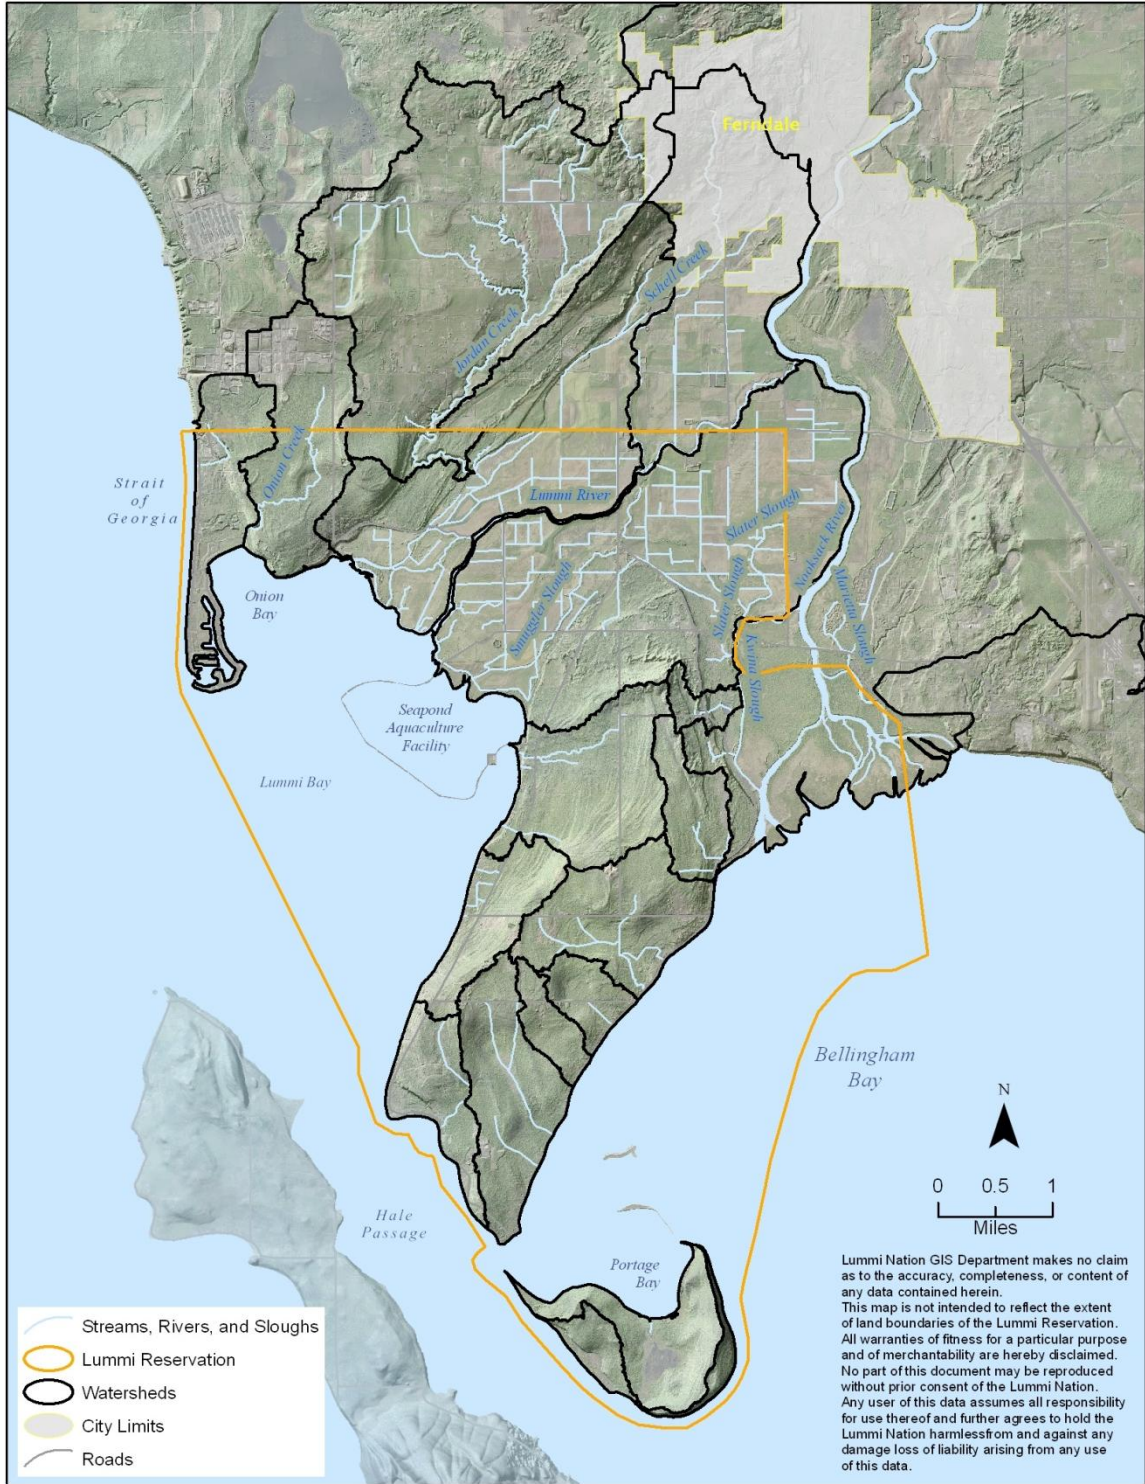 Ferndale
Schell Creek
Jordan Creek
Onion Creek
Strait
of
Georgia
Lummi River
Slater Slough
Nooksack River
Onion
Bay
Smuggler Slough
Slater Slough
Marietta Slough
Kwina Slough
Seapond
Aquaculture
Facility
Lummi Bay
Bellingham
Bay
N
0 0.5 1
Miles
Hale
Passage
Portage
Bay
Lummi Nation GIS Department makes no claim
as to the accuracy, completeness, or content of
any data contained herein.
This map is not intended to reflect the extent
of land boundaries of the Lummi Reservation.
All warranties of fitness for a particular purpose
and of merchantability are hereby disclaimed.
No part of this document may be reproduced
without prior consent of the Lummi Nation.
Any user of this data assumes all responsibility
for use thereof and further agrees to hold the
Lummi Nation harmlessfrom and against any
damage loss of liability arising from any use
of this data.
Streams, Rivers, and Sloughs
Lummi Reservation
Watersheds
City Limits
Roads